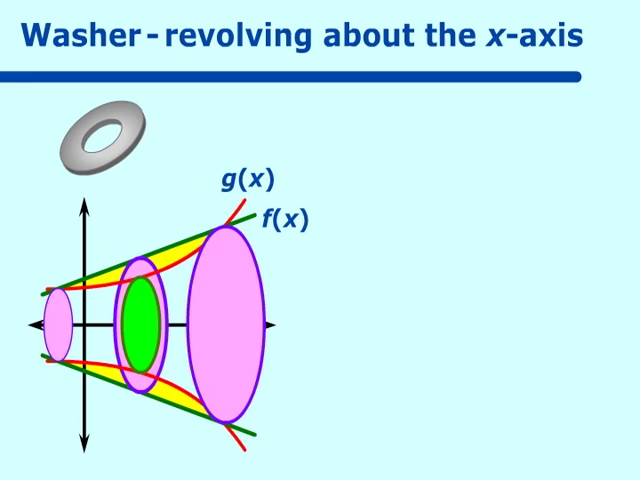 Washer - revolving about the x-axis
g(x)
f(x)